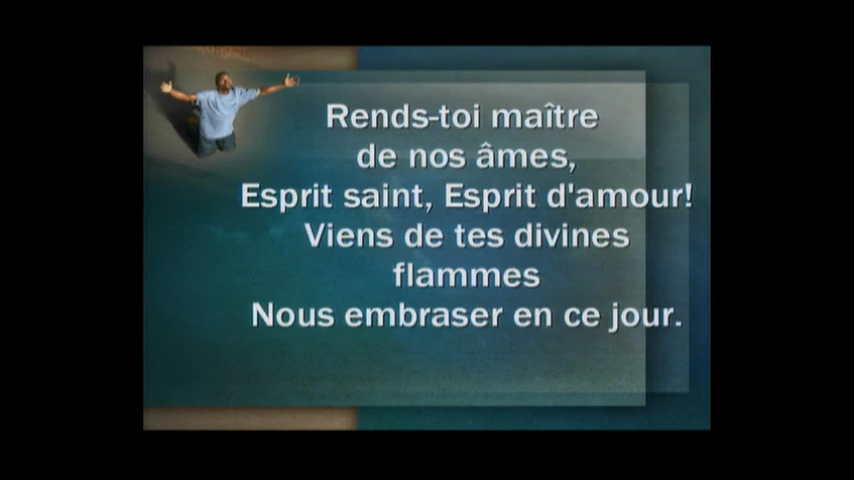 Rends-toi maître
de nos âmes,
Esprit saint, Esprit d'amour!
Viens de tes divines
flammes
Nous embraser en ce jour.